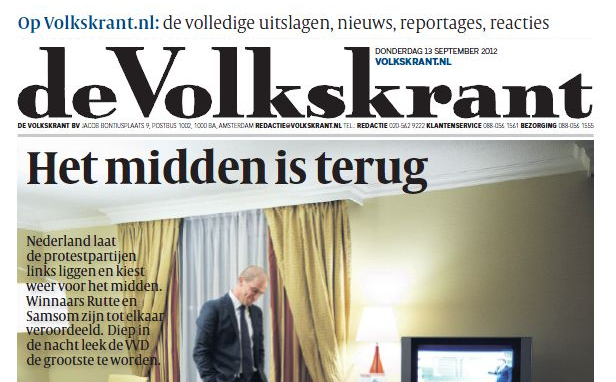 Op Volkskrant.nl: de volledige uitslagen, nieuws, reportages, reacties
DONDERDAG 13 SEPTEMBER 2012
VOLKSKRANT.NL
de Volkskrant
DE VOLKSKRANT BV JACOB BONTIUSPLAATS 9, POSTBUS 1002, 1000 BA, AMSTERDAM REDACTIE@VOLKSKRANT.NL TEL.: REDACTIE 020-562 9222 KLANTENSERVICE 088-056 1561 BEZORGING 088-056 1555
Het midden is terug
Nederland laat
de protestpartijen
links liggen en kiest
weer voor het midden.
Winnaars Rutte en
Samsom zijn tot elkaar
veroordeeld. Diep in
de nacht leek de VVD
de grootste te worden.